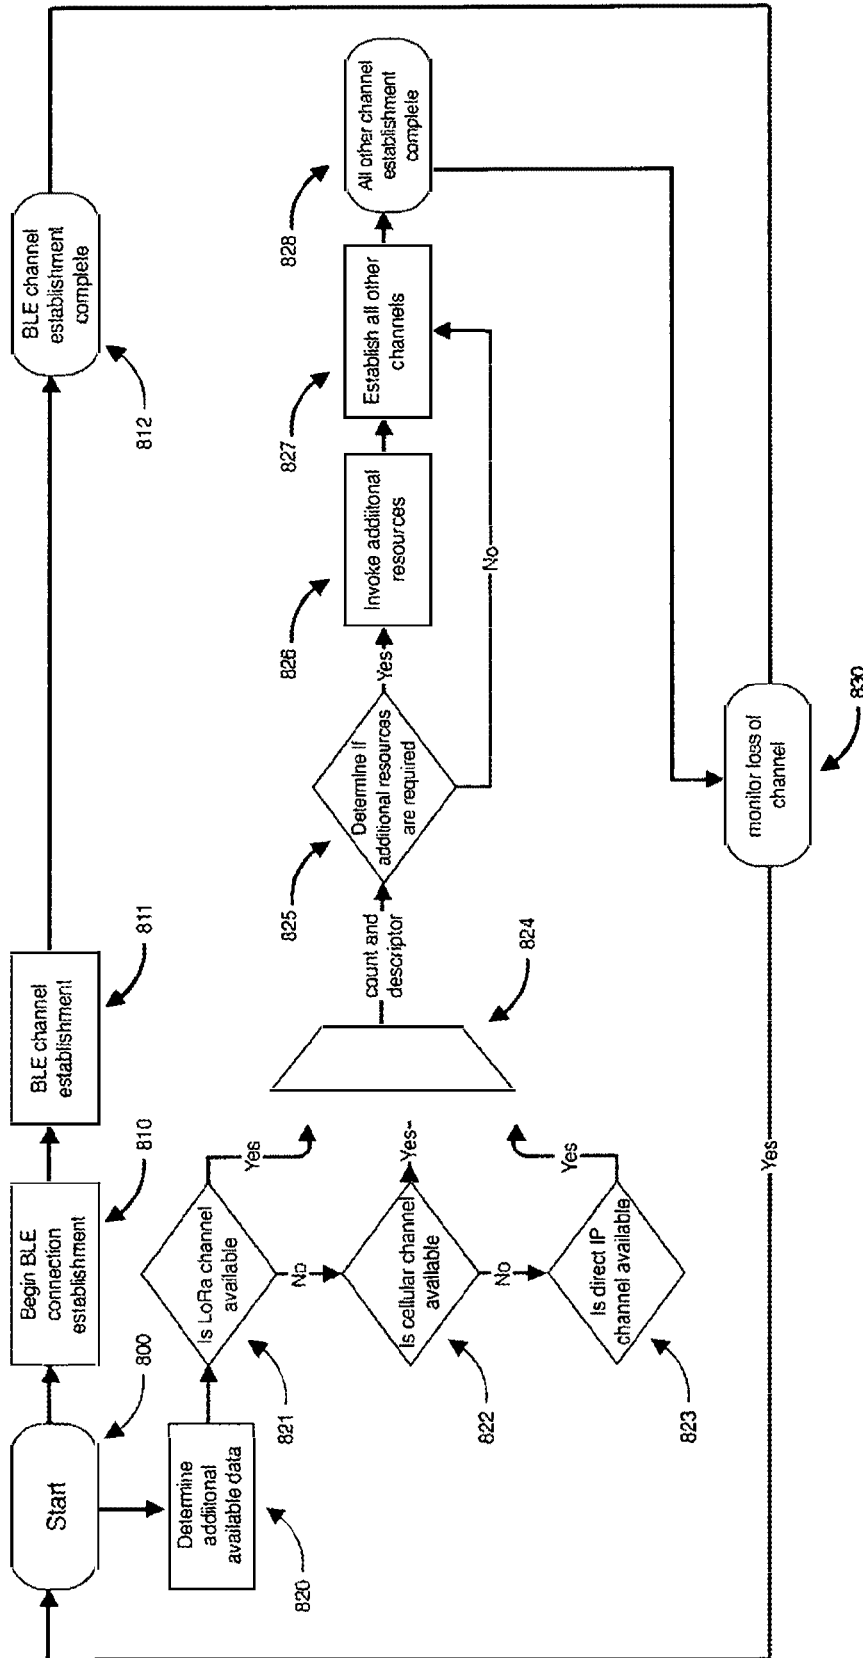 Start
800
Begin BLE
connection
establishment
810
BLE channel
establishment
811
BLE channel
establishment
complete
812
Determine
addiitonal
available data
820
Is LoRa channel
available
821
Yes
No
Is cellular channel
available
822
Yes
No
Is direct IP
channel available
823
Yes
824
count and
descriptor
Determine if
additional resources
are required
825
Yes
No
Invoke addiitonal
resources
826
Establish all other
channels
827
All other channel
establishment
complete
828
monitor loss of
channel
830
Yes